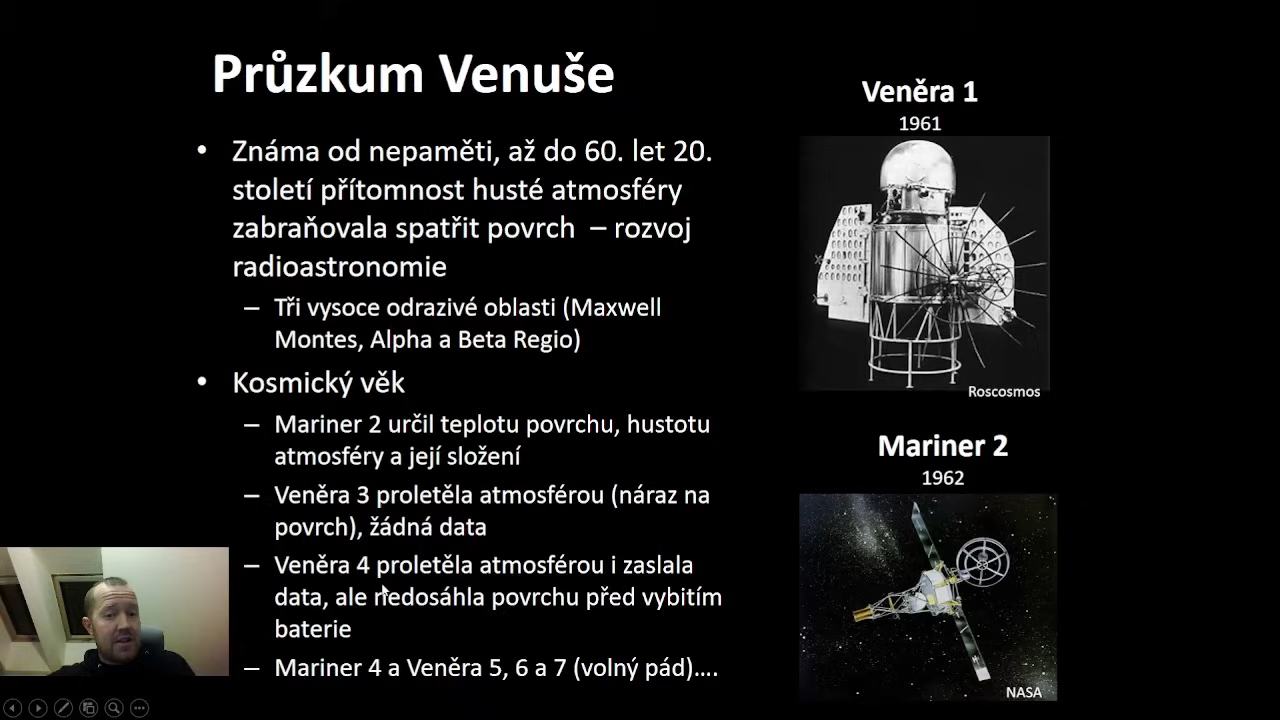 Průzkum Venuše
• Známa od nepaměti, až do 60. let 20.
století přítomnost husté atmosféry
zabraňovala spatřit povrch – rozvoj
radioastronomie
– Tři vysoce odrazivé oblasti (Maxwell
Montes, Alpha a Beta Regio)
• Kosmický věk
– Mariner 2 určil teplotu povrchu, hustotu
atmosféry a její složení
– Veněra 3 proletěla atmosférou (náraz na
povrch), žádná data
– Veněra 4 proletěla atmosférou i zaslala
data, ale nedosáhla povrchu před vybitím
baterie
– Mariner 4 a Veněra 5, 6 a 7 (volný pád)....
Veněra 1
1961
Roscosmos
Mariner 2
1962
NASA